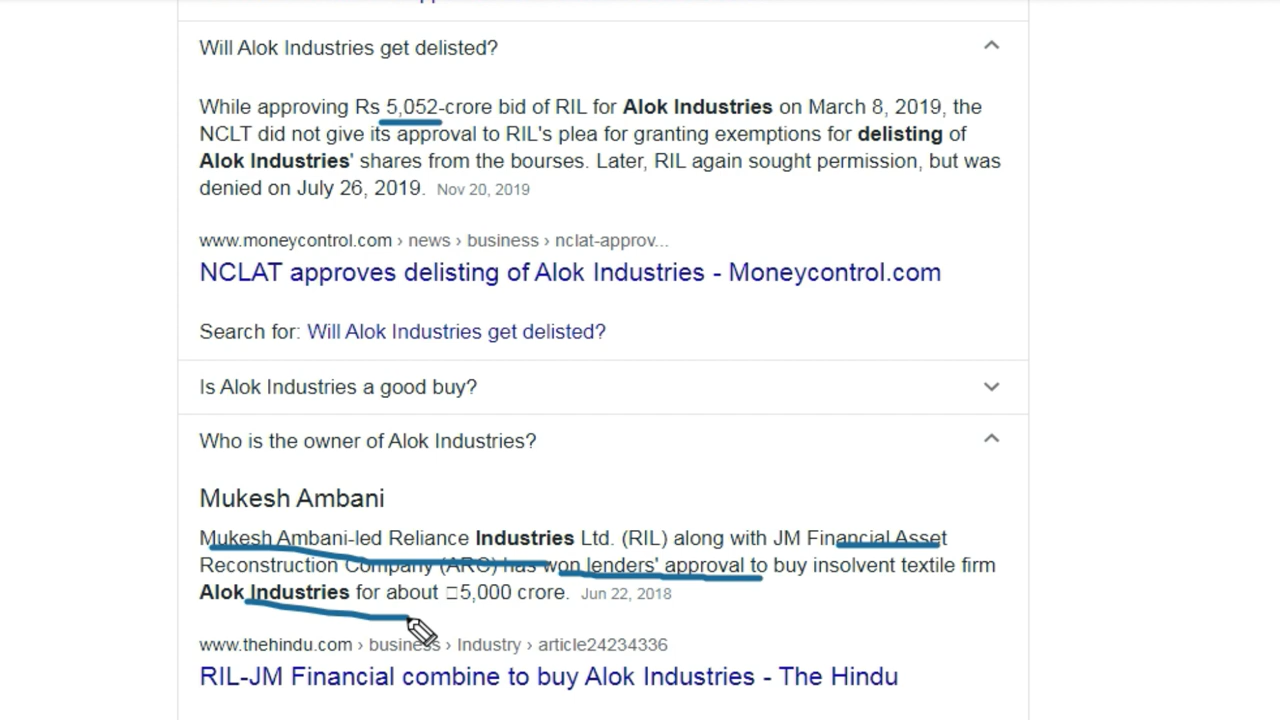 Will Alok Industries get delisted?
While approving Rs 5,052-crore bid of RIL for Alok Industries on March 8, 2019, the
NCLT did not give its approval to RIL's plea for granting exemptions for delisting of
Alok Industries' shares from the bourses. Later, RIL again sought permission, but was
denied on July 26, 2019. Nov 20, 2019
www.moneycontrol.com › news › business › nclat-approv...
NCLAT approves delisting of Alok Industries - Moneycontrol.com
Search for: Will Alok Industries get delisted?
Is Alok Industries a good buy?
Who is the owner of Alok Industries?
Mukesh Ambani
Mukesh Ambani-led Reliance Industries Ltd. (RIL) along with JM Financial Asset
Reconstruction Company (ARC) has won lenders' approval to buy insolvent textile firm
Alok Industries for about □5,000 crore. Jun 22, 2018
www.thehindu.com › business › Industry › article24234336
RIL-JM Financial combine to buy Alok Industries - The Hindu